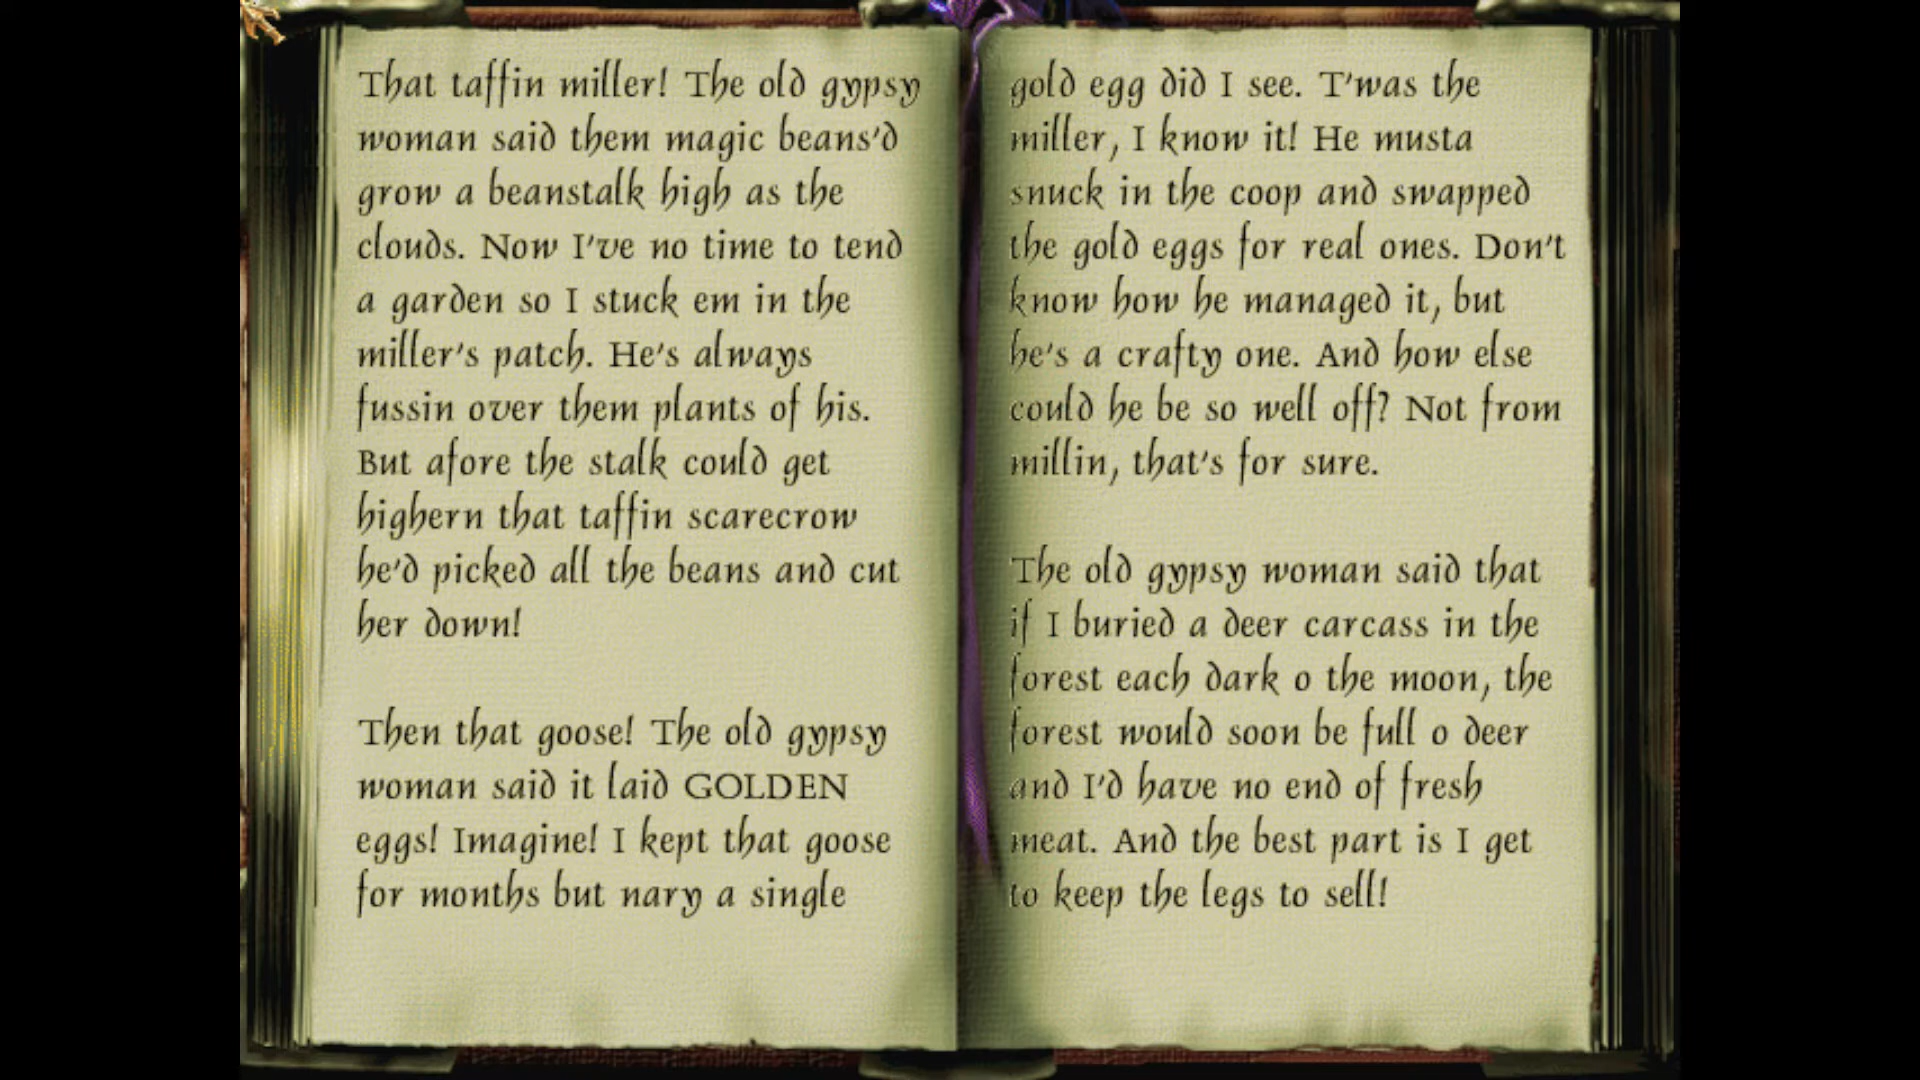 That taffin miller! The old gypsy
woman said them magic beans'd
grow a beanstalk high as the
clouds. Now I've no time to tend
a garden so I stuck em in the
miller's patch. He's always
fussin over them plants of his.
But afore the stalk could get
highern that taffin scarecrow
he'd picked all the beans and cut
her down!
Then that goose! The old gypsy
woman said it laid GOLDEN
eggs! Imagine! I kept that goose
for months but nary a single
gold egg did I see. T'was the
miller, I know it! He musta
snuck in the coop and swapped
the gold eggs for real ones. Don't
know how he managed it, but
he's a crafty one. And how else
could he be so well off? Not from
millin, that's for sure.
The old gypsy woman said that
if I buried a deer carcass in the
forest each dark o the moon, the
forest would soon be full o deer
and I'd have no end of fresh
meat. And the best part is I get
to keep the legs to sell!